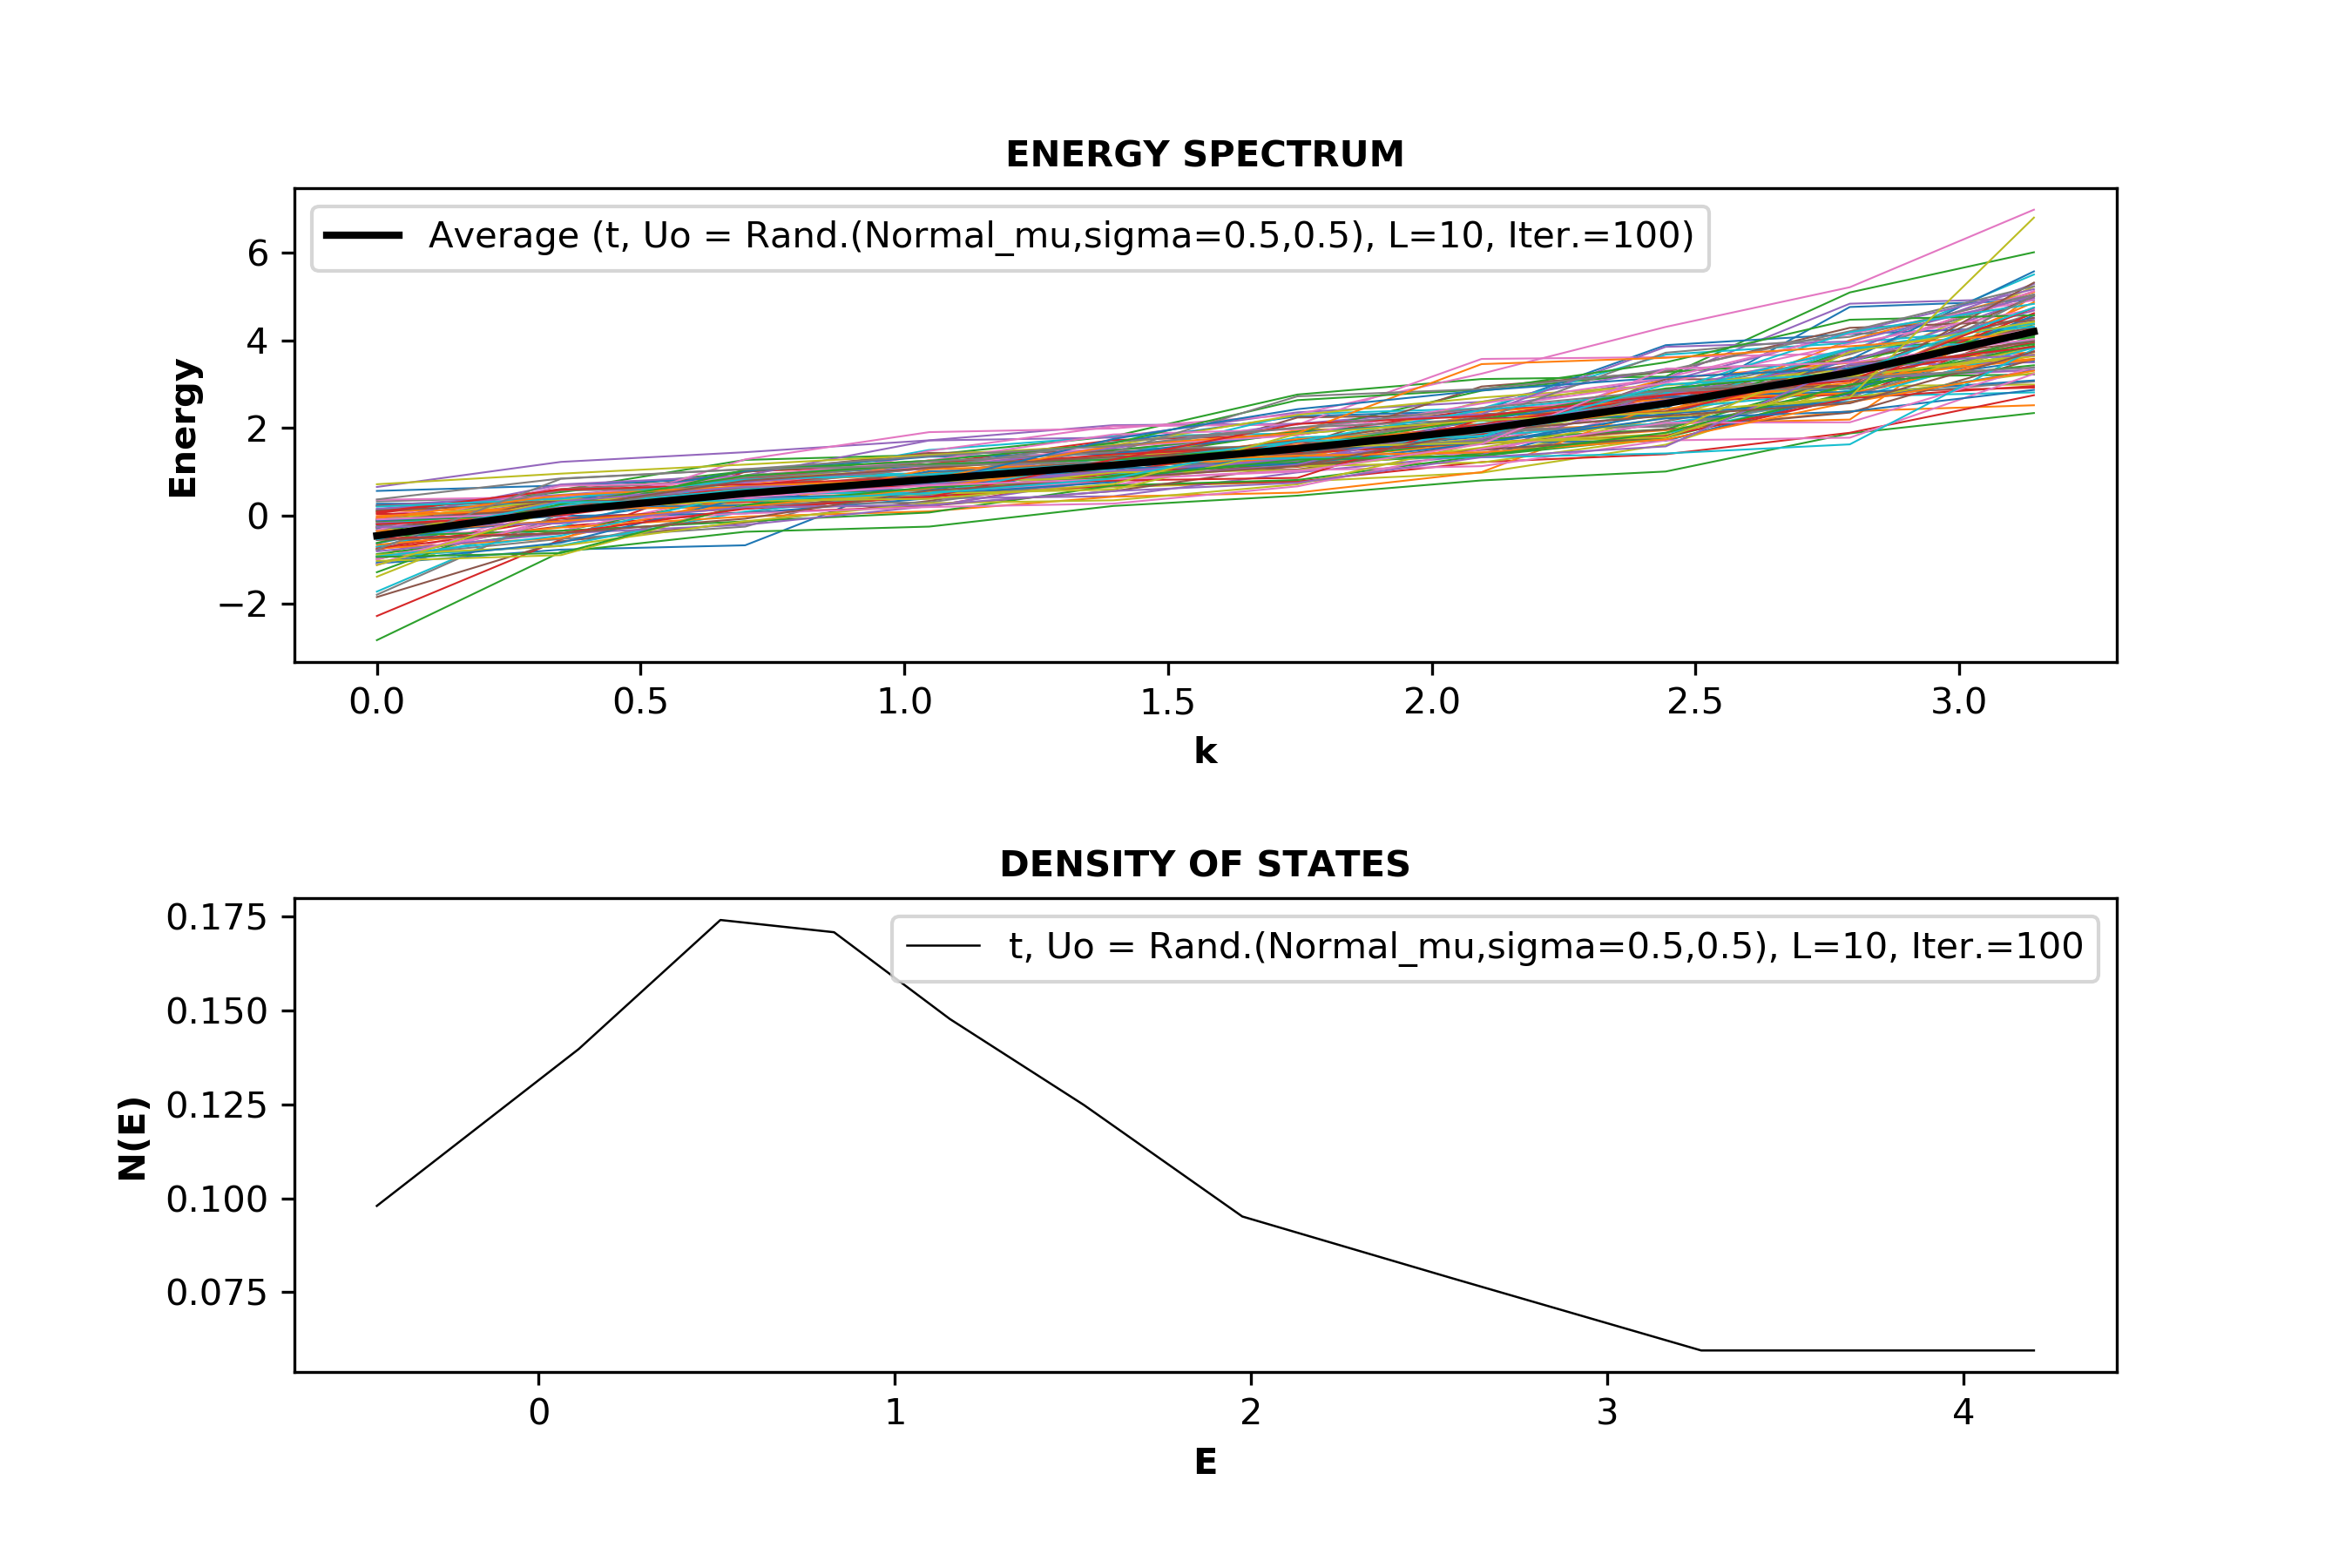 ENERGY SPECTRUM
Average (t, Uo = Rand.(Normal_mu,sigma=0.5,0.5), L=10, Iter.=100)
6
4
2
0
−2
Energy
0.0 0.5 1.0 1.5 2.0 2.5 3.0
k
DENSITY OF STATES
t, Uo = Rand.(Normal_mu,sigma=0.5,0.5), L=10, Iter.=100
0.175
0.150
0.125
0.100
0.075
N(E)
0 1 2 3 4
E